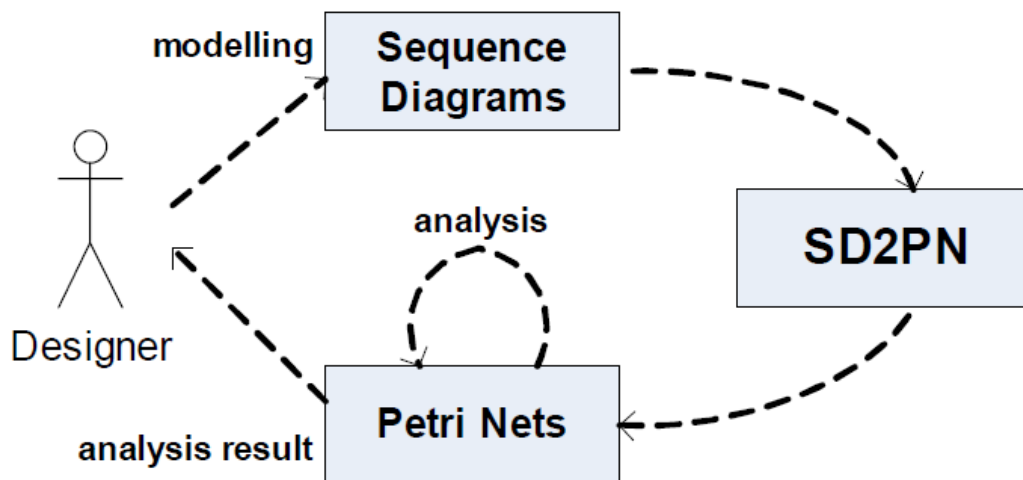 modelling
Sequence
Diagrams
SD2PN
analysis
Designer
Petri Nets
analysis result